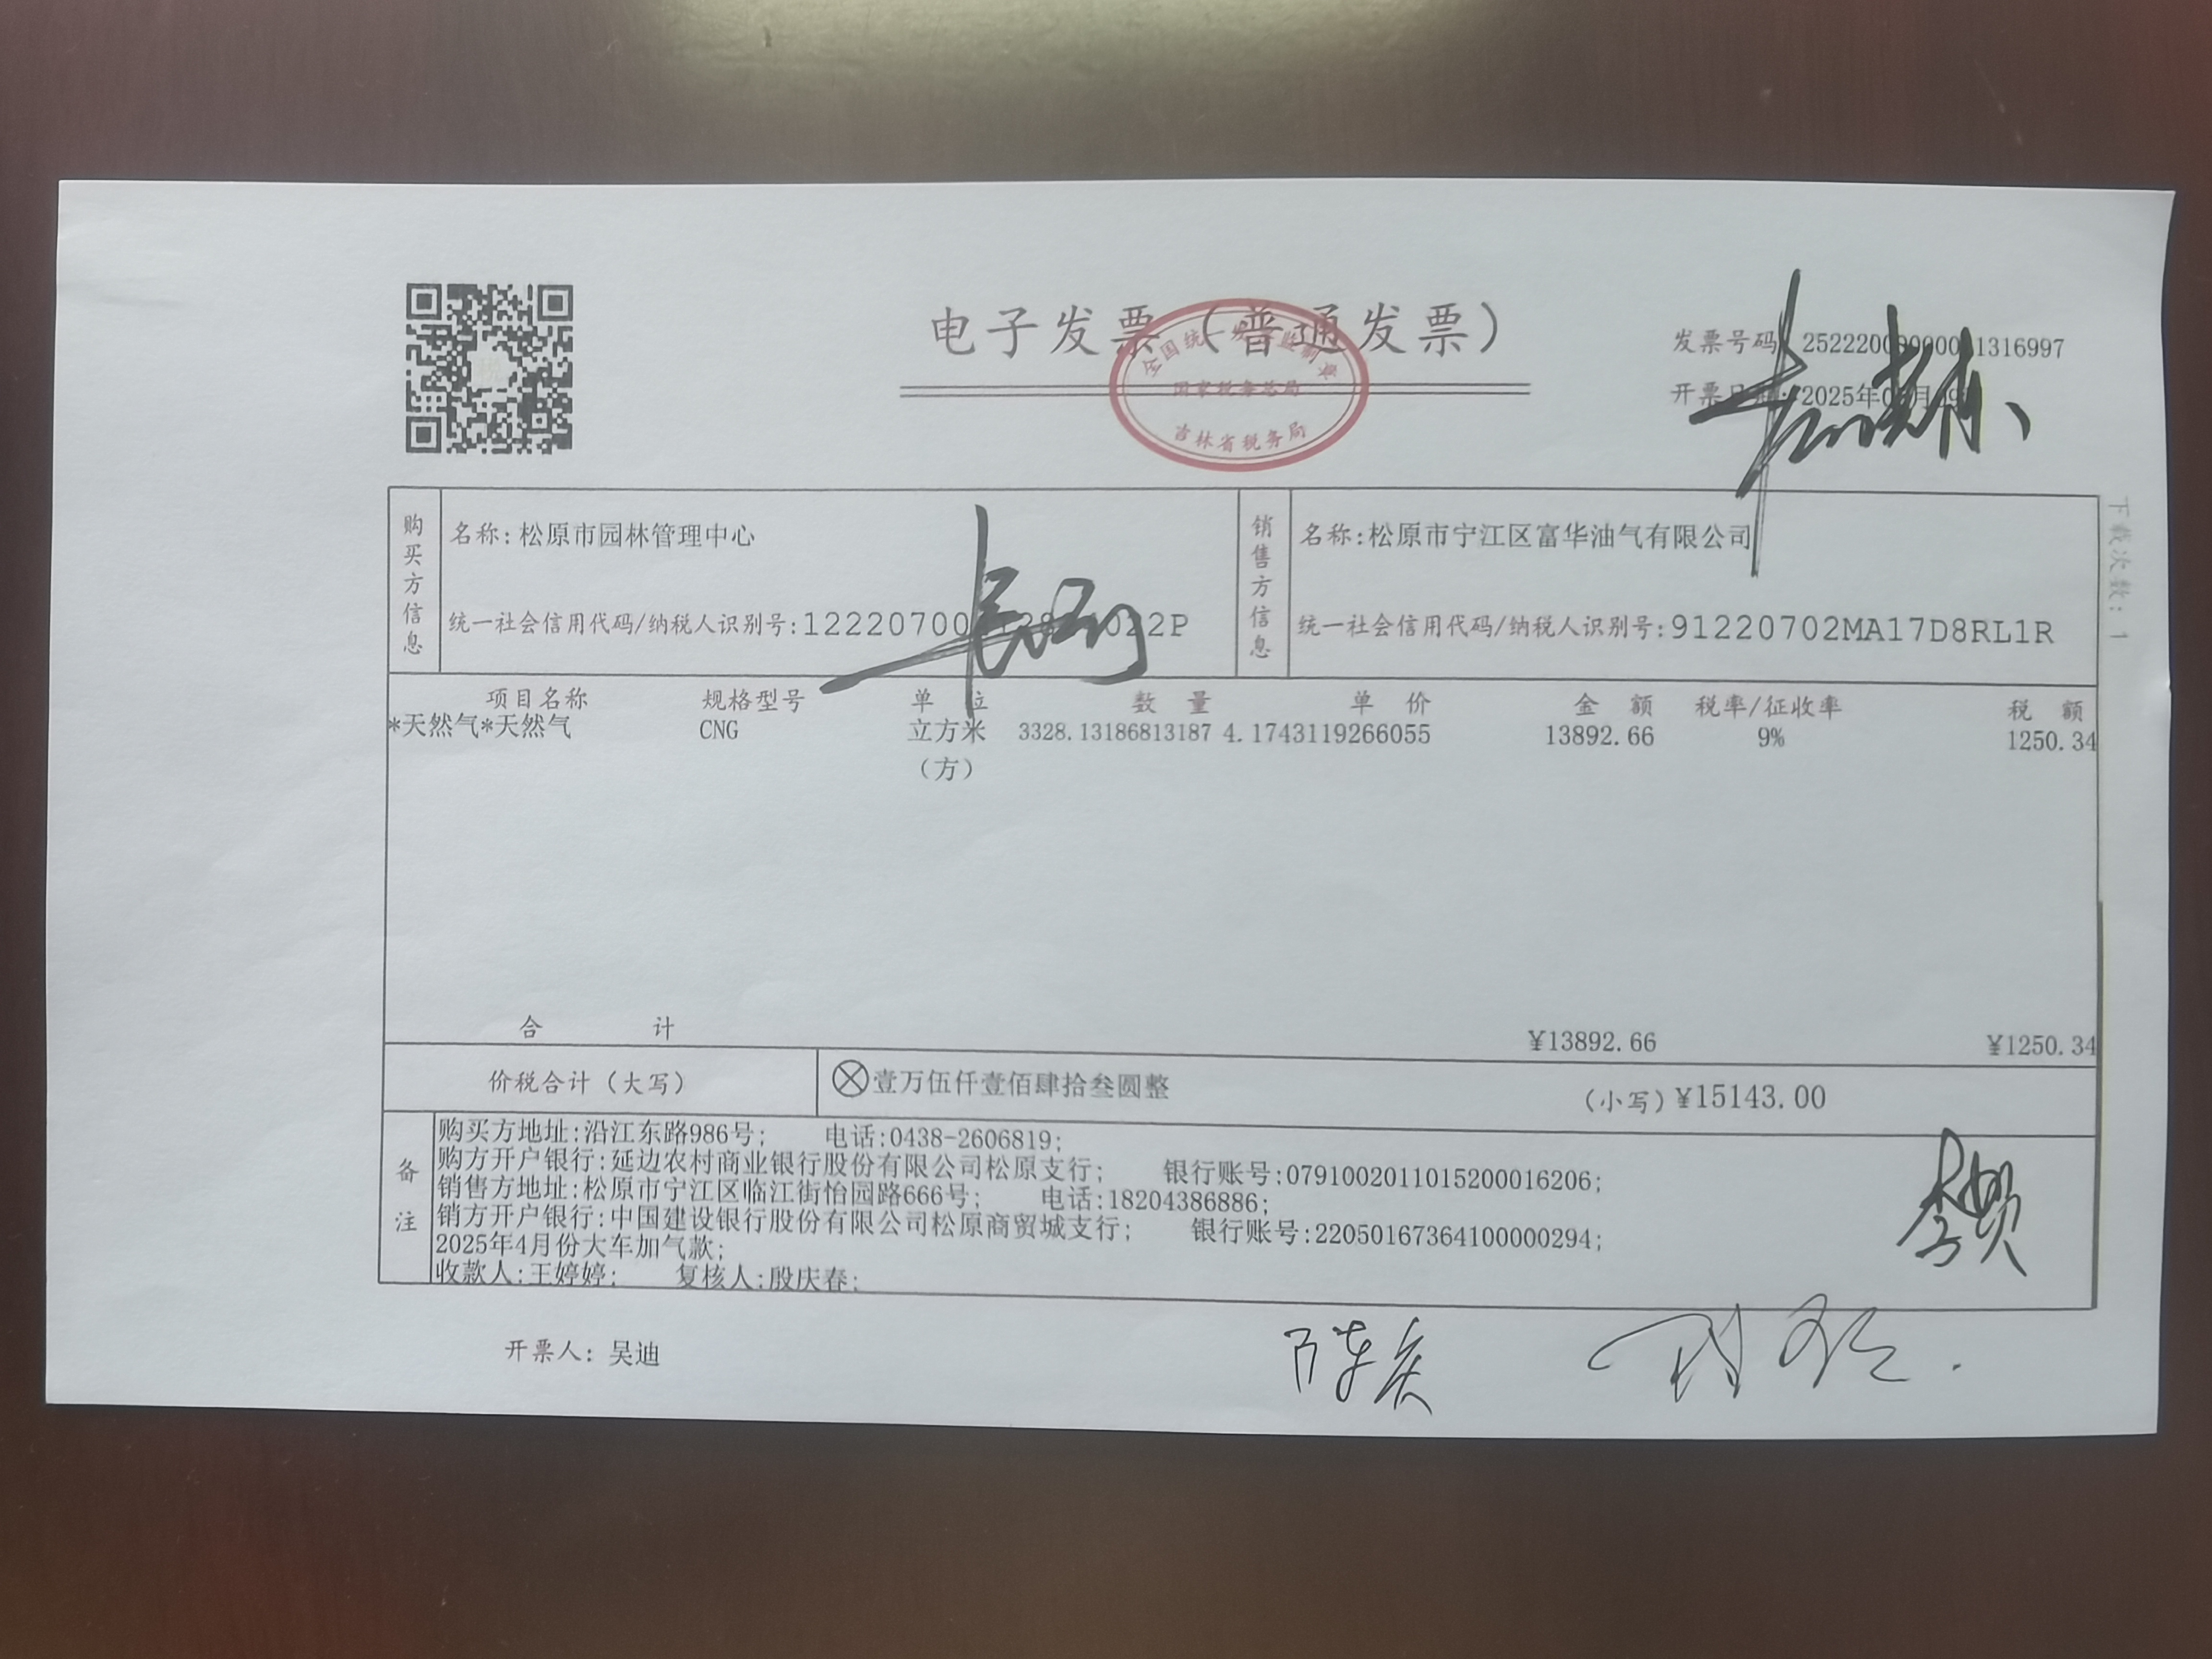 电子发票（普通发票）
全国统一发票监制章
国家税务总局
吉林省税务局
发票号码
1316997
2025年
购买方信息
名称:松原市园林管理中心
统一社会信用代码/纳税人识别号:
销售方信息
名称:松原市宁江区富华油气有限公司
统一社会信用代码/纳税人识别号:91220702MA17D8RL1R
下载次数:1
项目名称 规格型号 单位 数量 单价 金额 税率/征收率 税额
*天然气*天然气 CNG 立方米 3328.13186813187 4.1743119266055 13892.66 9% 1250.34
（方）
合计 ¥13892.66 ¥1250.34
价税合计（大写） ⊗壹万伍仟壹佰肆拾叁圆整 （小写）¥15143.00
备注
购买方地址:沿江东路986号; 电话:0438-2606819;
购方开户银行:延边农村商业银行股份有限公司松原支行; 银行账号:0791002011015200016206;
销售方地址:松原市宁江区临江街怡园路666号; 电话:18204386886;
销方开户银行:中国建设银行股份有限公司松原商贸城支行; 银行账号:22050167364100000294;
2025年4月份大车加气款;
收款人:王婷婷; 复核人:殷庆春;
开票人:吴迪